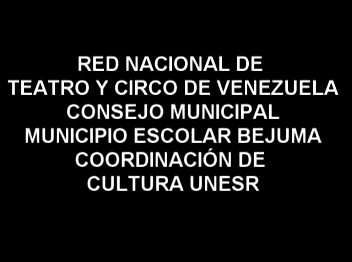 RED NACIONAL DE
TEATRO Y CIRCO DE VENEZUELA
CONSEJO MUNICIPAL
MUNICIPIO ESCOLAR BEJUMA
COORDINACIÓN DE
CULTURA UNESR